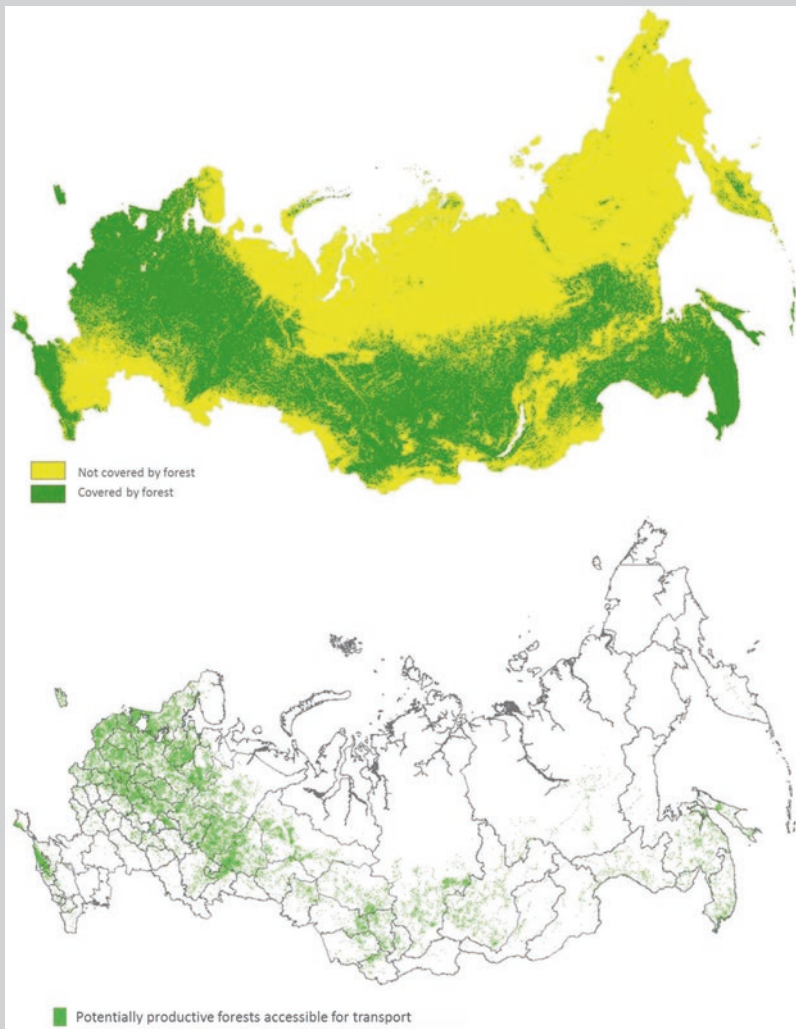 Not covered by forest
Covered by forest
Potentially productive forests accessible for transport